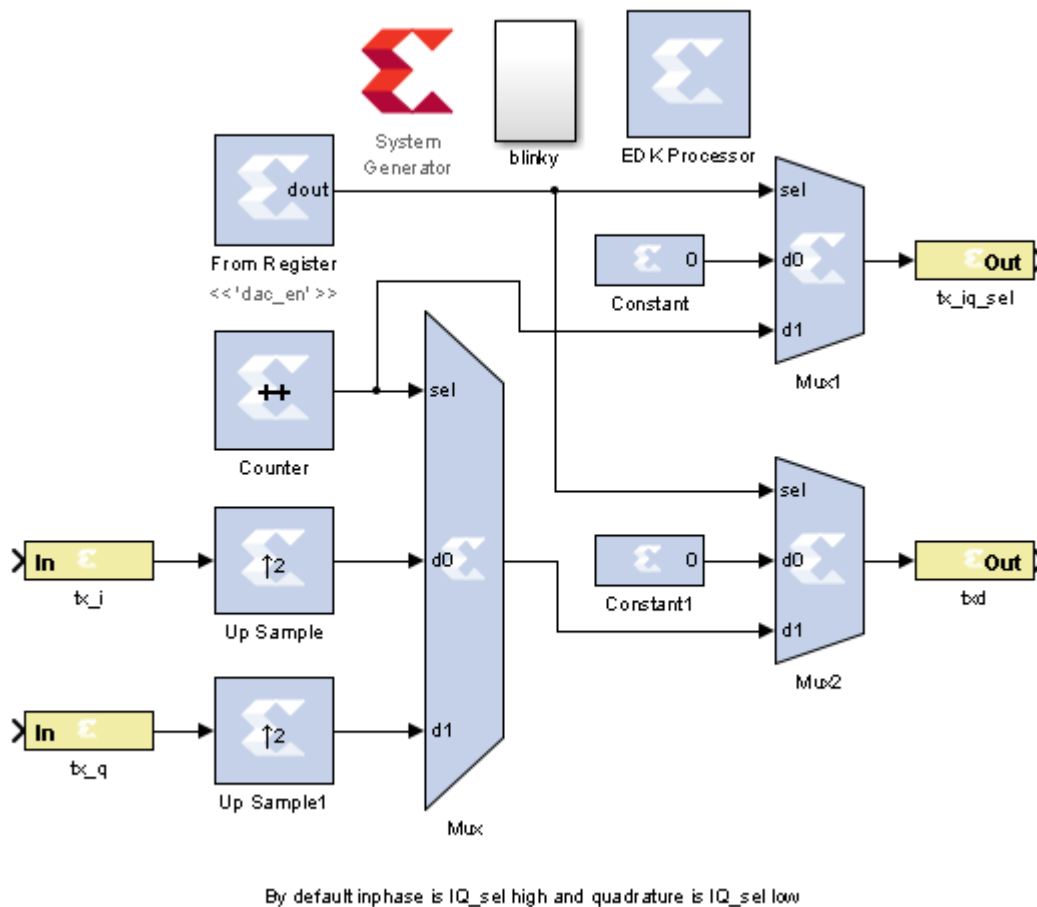 System
Generator
blinky
EDK Processor
dout
From Register
<<'dac_en'>>
sel
d0
d1
Mux1
0
Constant
Out
tx_iq_sel
++
Counter
sel
d0
d1
Mux
In
tx_i
↑2
Up Sample
In
tx_q
↑2
Up Sample1
sel
d0
d1
Mux2
0
Constant1
Out
txd
By default inphase is IQ_sel high and quadrature is IQ_sel low